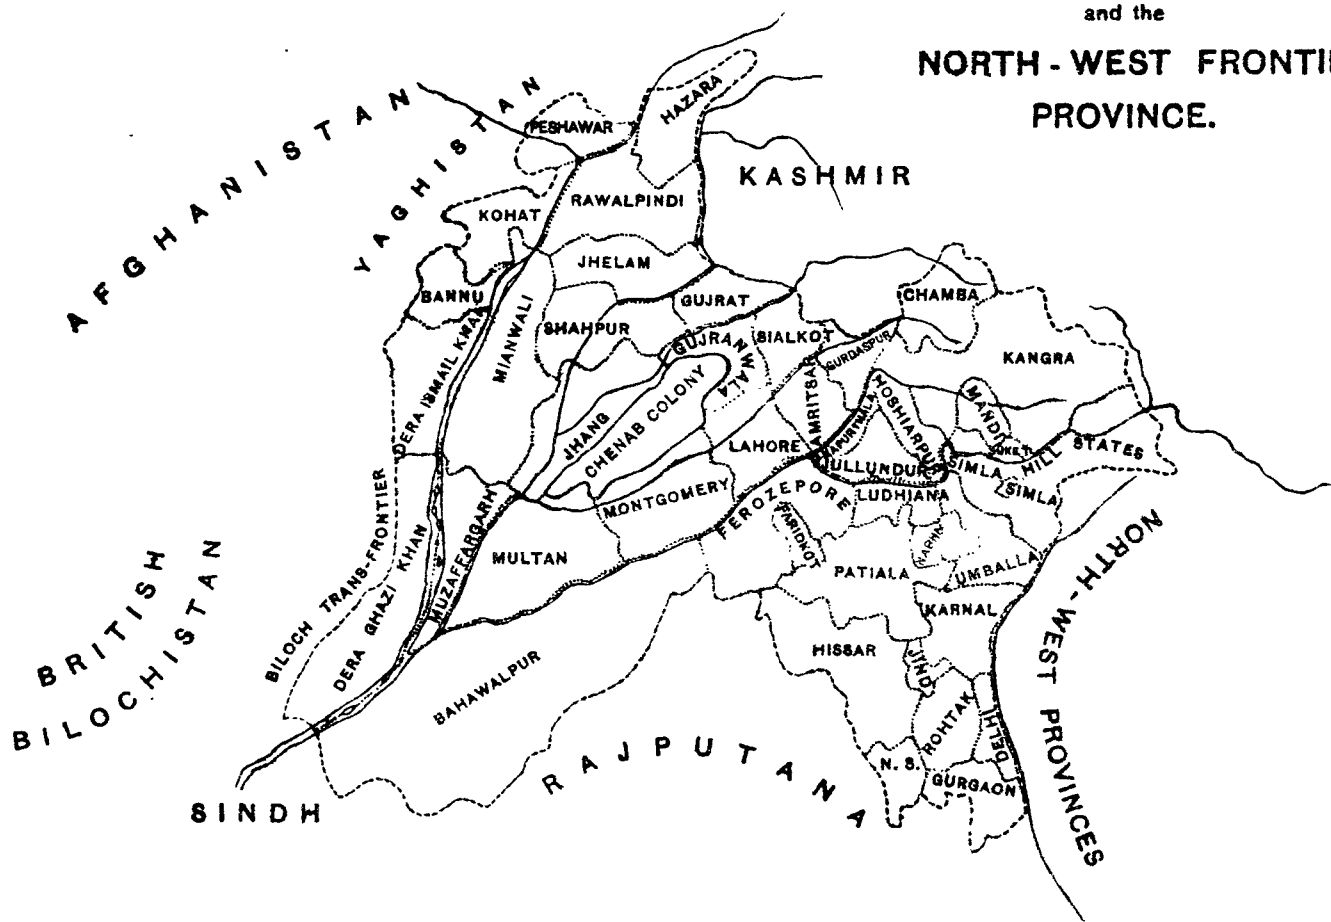 and the
NORTH-WEST FRONTI
PROVINCE.
AFGHANISTAN
YAGHISTAN
PESHAWAR
HAZARA
KASHMIR
RAWALPINDI
KOHAT
JHELAM
BANNU
GUJRAT
CHAMBA
SHAHPUR
MIANWALI
DERA ISMAIL KHAN
GUJRANWALA
SIALKOT
GURDASPUR
KANGRA
AMRITSAR
HOSHIARPUR
MANDI
JHANG
CHENAB COLONY
LAHORE
KAPURTHALA
JULLUNDUR
SUKET
SIMLA HILL STATES
SIMLA
LUDHIANA
MONTGOMERY
FEROZEPORE
FARIDKOT
MUZAFFARGARH
MULTAN
PATIALA
UMBALLA
NORTH-WEST PROVINCES
BILOCH TRANS-FRONTIER
DERA GHAZI KHAN
KARNAL
BRITISH
BILOCHISTAN
HISSAR
JIND
BAHAWALPUR
ROHTAK
DELHI
N. S.
GURGAON
RAJPUTANA
SINDH